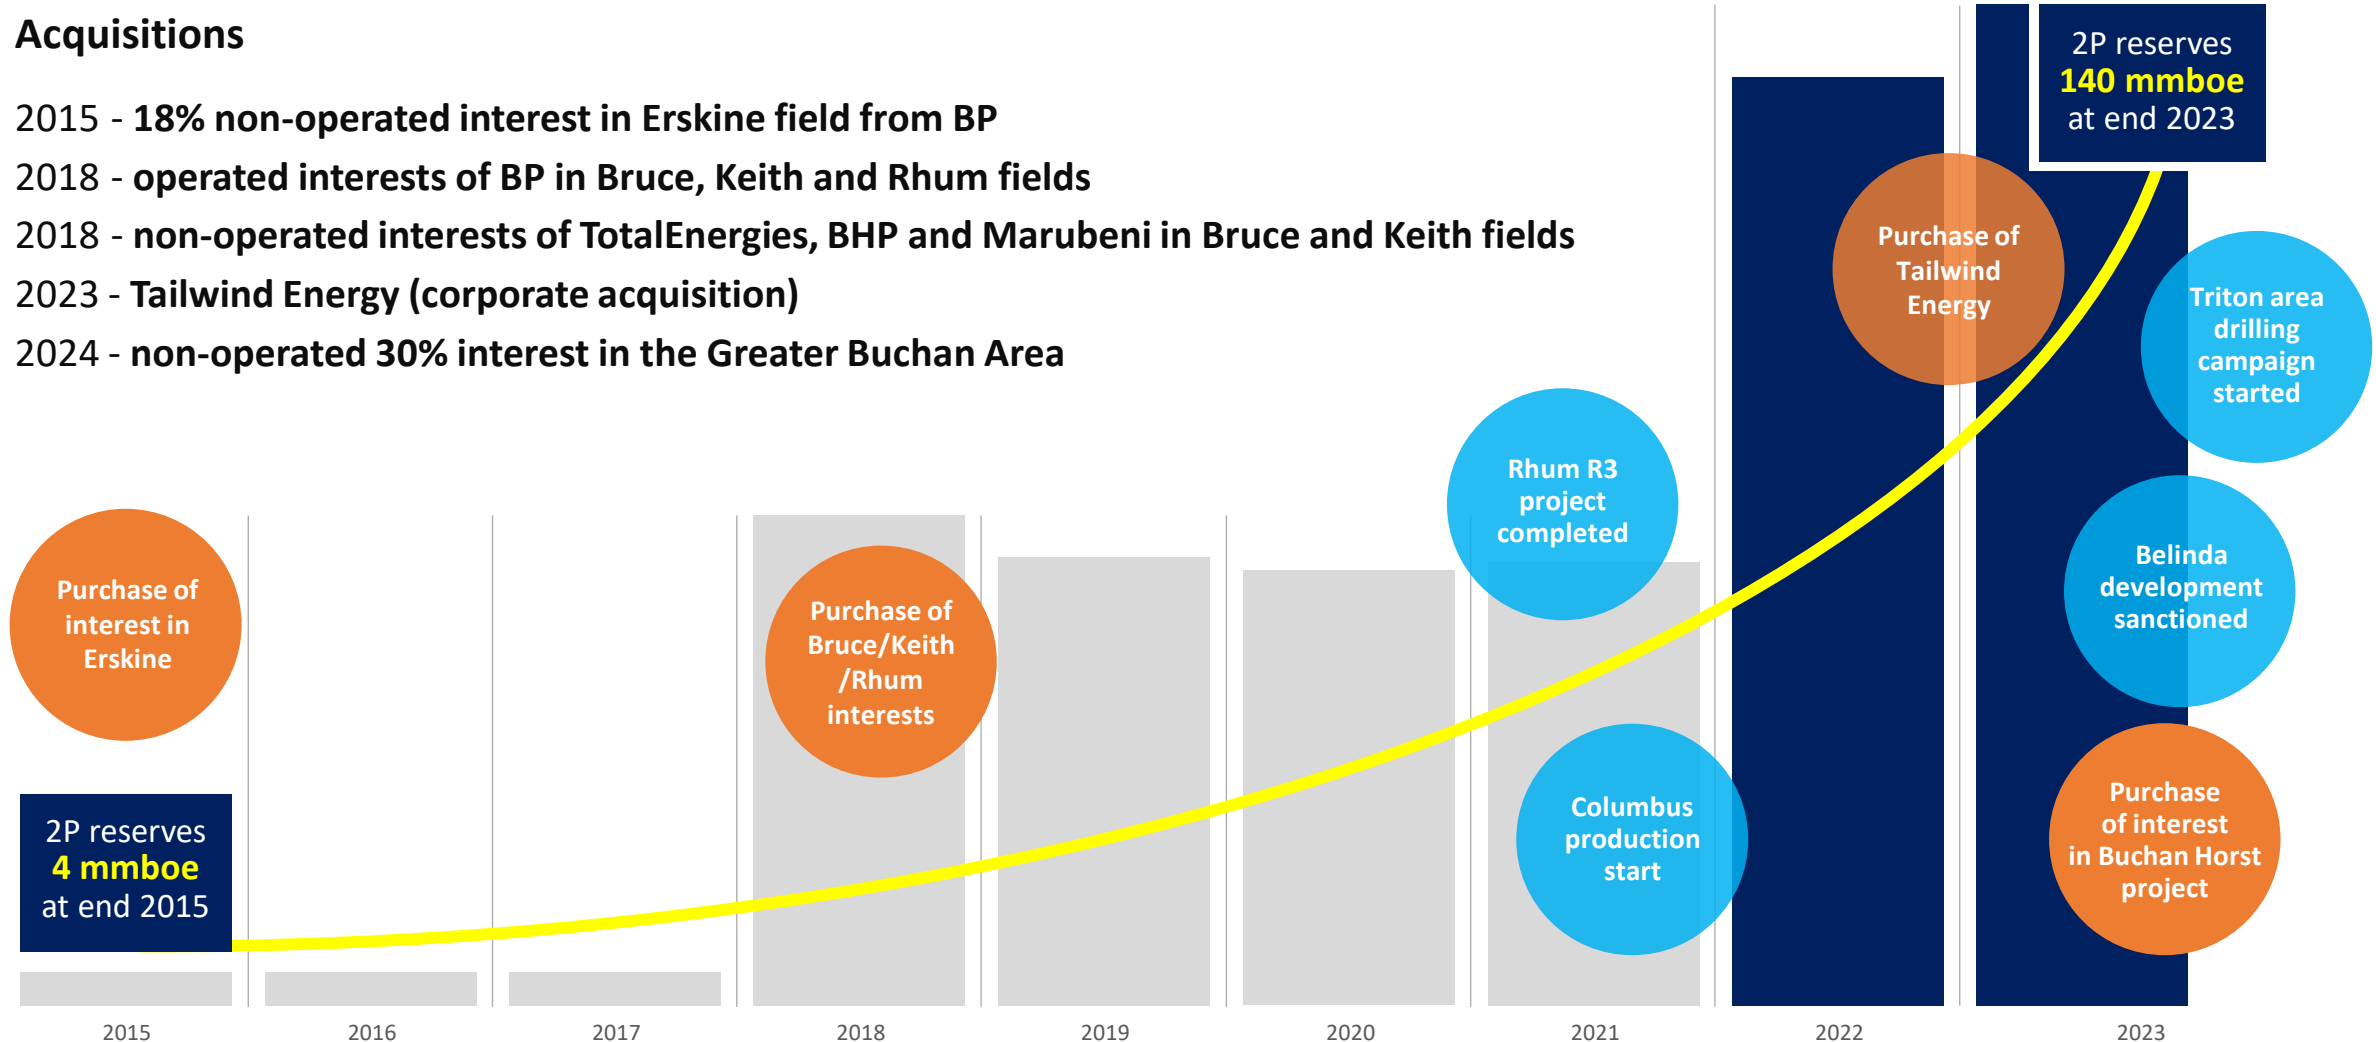 Acquisitions
2015 - 18% non-operated interest in Erskine field from BP
2018 - operated interests of BP in Bruce, Keith and Rhum fields
2018 - non-operated interests of TotalEnergies, BHP and Marubeni in Bruce and Keith fields
2023 - Tailwind Energy (corporate acquisition)
2024 - non-operated 30% interest in the Greater Buchan Area
2P reserves
140 mmboe
at end 2023
Purchase of
Tailwind
Energy
Triton area
drilling
campaign
started
Rhum R3
project
completed
Purchase of
interest in
Erskine
Purchase of
Bruce/Keith
/Rhum
interests
Belinda
development
sanctioned
2P reserves
4 mmboe
at end 2015
Columbus
production
start
Purchase
of interest
in Buchan Horst
project
2015
2016
2017
2018
2019
2020
2021
2022
2023